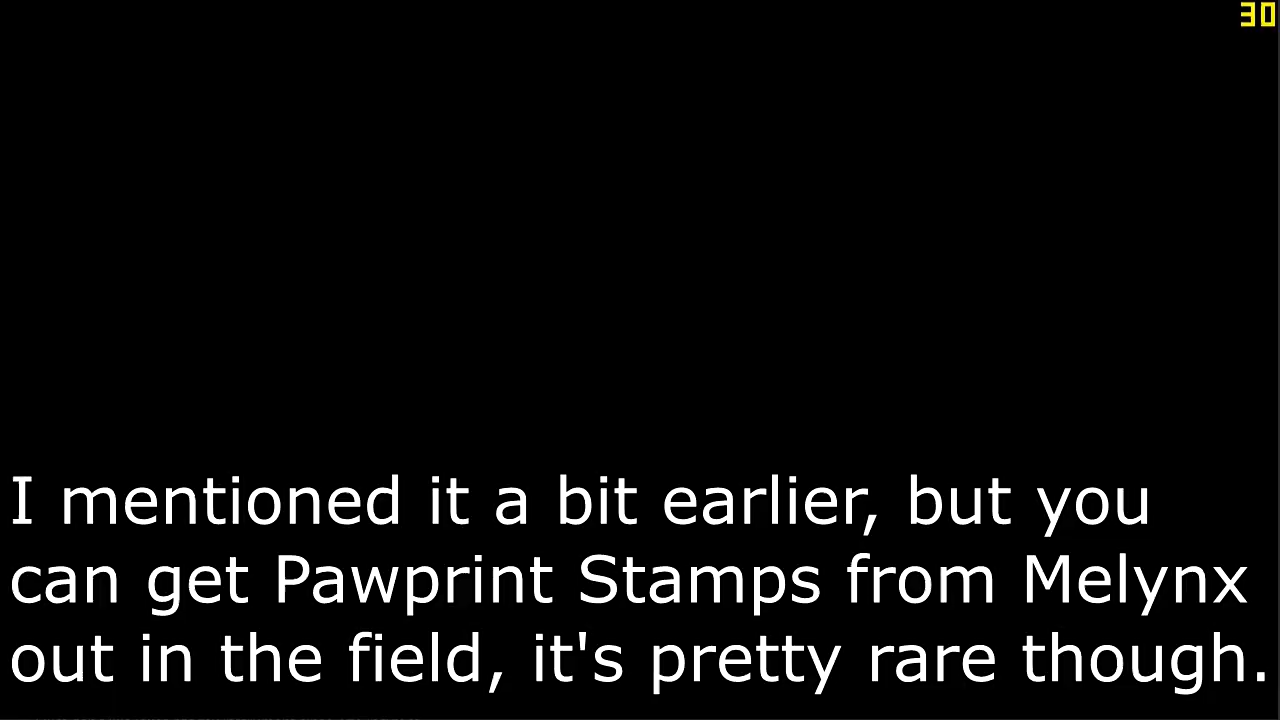 30
I mentioned it a bit earlier, but you
can get Pawprint Stamps from Melynx
out in the field, it's pretty rare though.